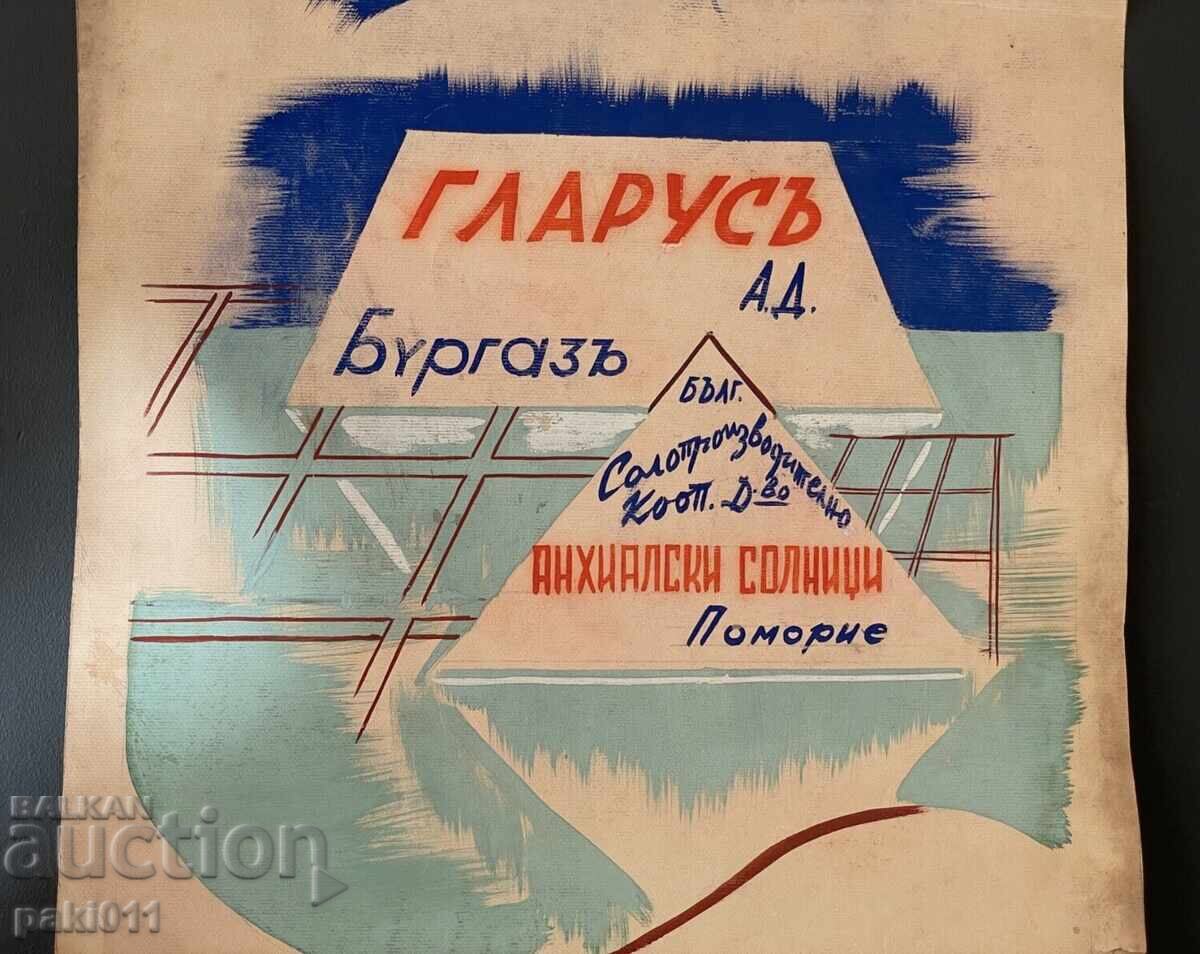 ГЛАРУСЪ
А.Д.
Бургазъ
БЪЛГ.
Солопроизводително
Кооп. Д-во
АНХИАЛСКИ СОЛНИЦИ
Поморие
BALKAN
auction
paki011